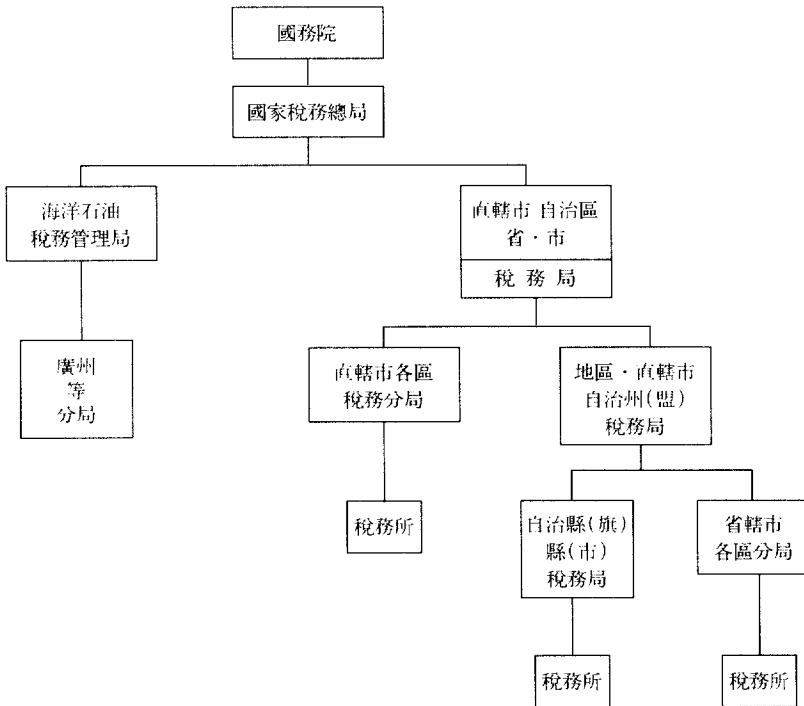 國務院
國家稅務總局
海洋石油
稅務管理局
直轄市 自治區
省・市
稅務局
廣州
等
分局
直轄市各區
稅務分局
地區・直轄市
自治州(盟)
稅務局
稅務所
自治縣(旗)
縣(市)
稅務局
省轄市
各區分局
稅務所
稅務所